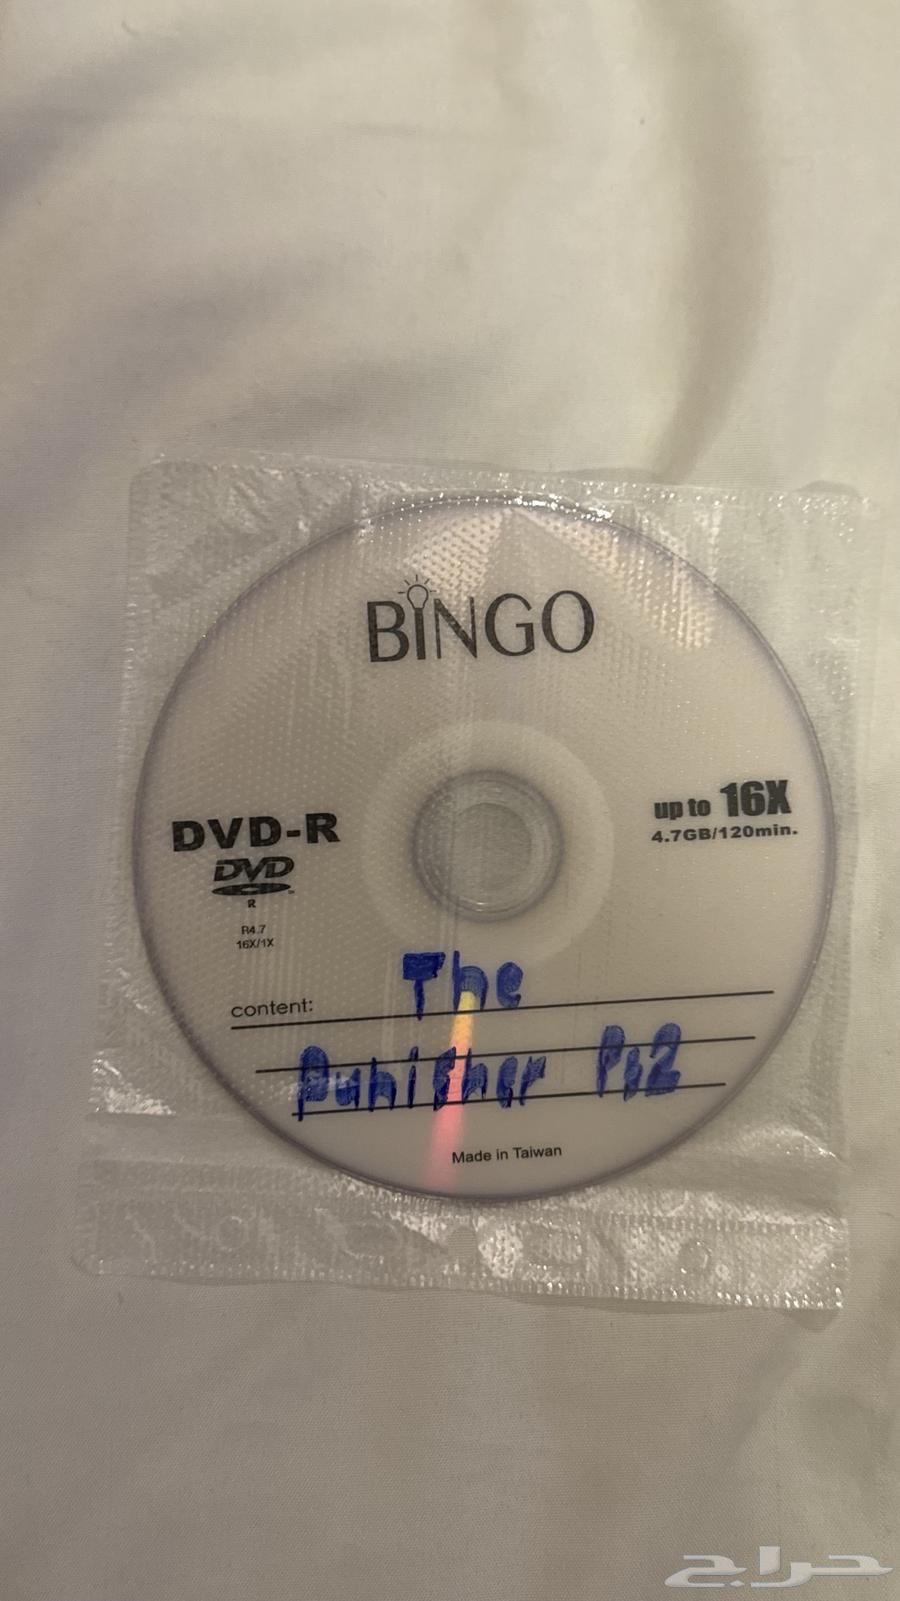 BINGO
DVD-R
DVD
R
R4.7
16X/1X
up to 16X
4.7GB/120min.
content:
The
Punisher Ps2
Made in Taiwan
حراج